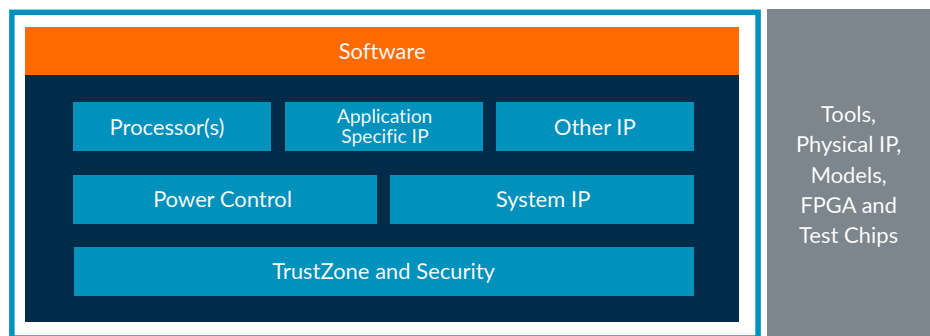 Software
Processor(s)
Application
Specific IP
Other IP
Power Control
System IP
TrustZone and Security
Tools,
Physical IP,
Models,
FPGA and
Test Chips